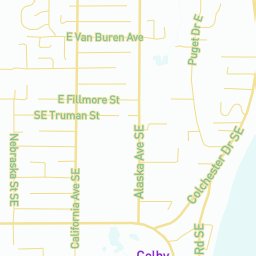 E Van Buren Ave
Puget Dr E
E Fillmore St
SE Truman St
Nebraska St SE
California Ave SE
Alaska Ave SE
Colchester Dr SE
Rd SE
Colby